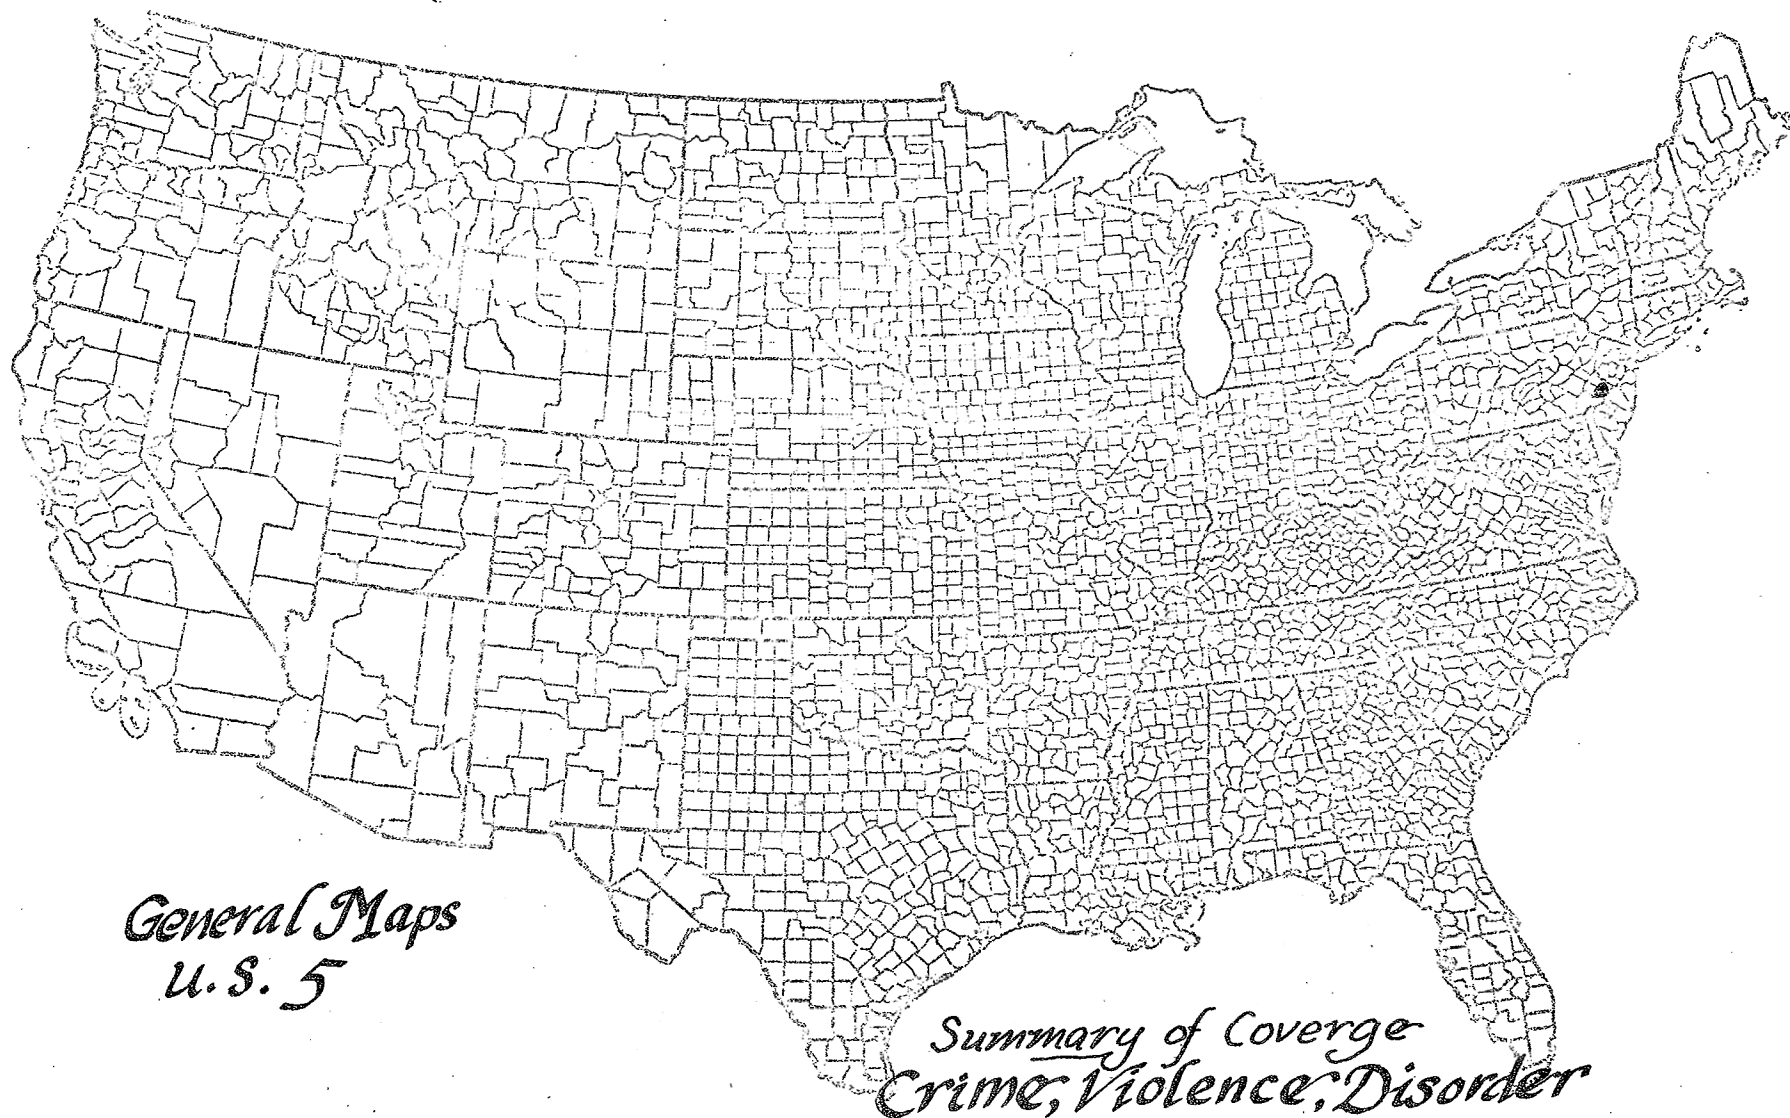 General Maps
U.S. 5
Summary of Coverge
Crime, Violence, Disorder